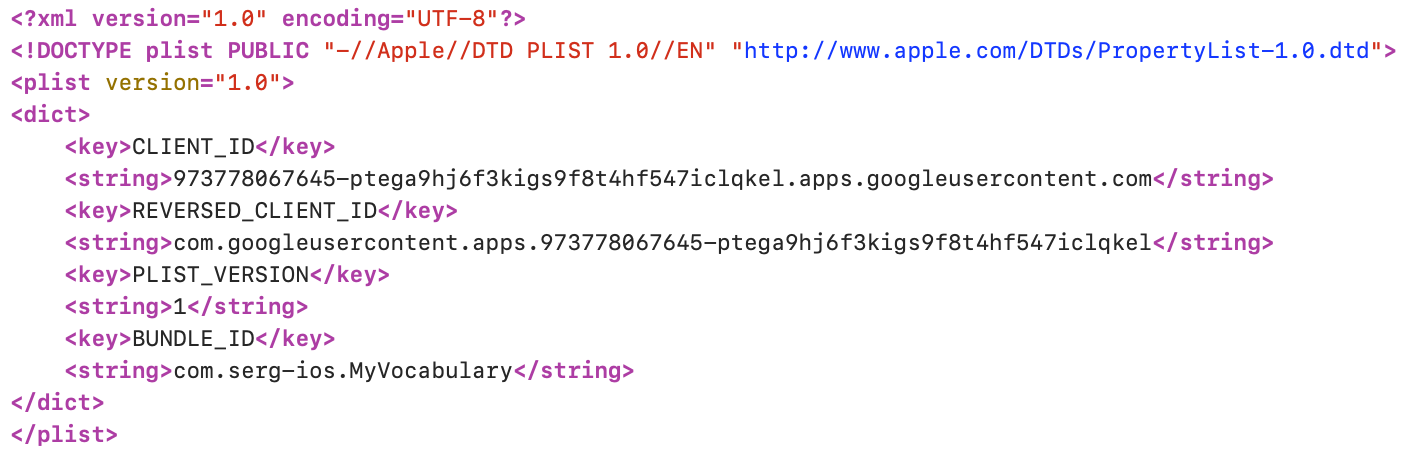 <?xml version="1.0" encoding="UTF-8"?>
<!DOCTYPE plist PUBLIC "-//Apple//DTD PLIST 1.0//EN" "http://www.apple.com/DTDs/PropertyList-1.0.dtd">
<plist version="1.0">
<dict>
    <key>CLIENT_ID</key>
    <string>973778067645-ptega9hj6f3kigs9f8t4hf547iclqkel.apps.googleusercontent.com</string>
    <key>REVERSED_CLIENT_ID</key>
    <string>com.googleusercontent.apps.973778067645-ptega9hj6f3kigs9f8t4hf547iclqkel</string>
    <key>PLIST_VERSION</key>
    <string>1</string>
    <key>BUNDLE_ID</key>
    <string>com.serg-ios.MyVocabulary</string>
</dict>
</plist>